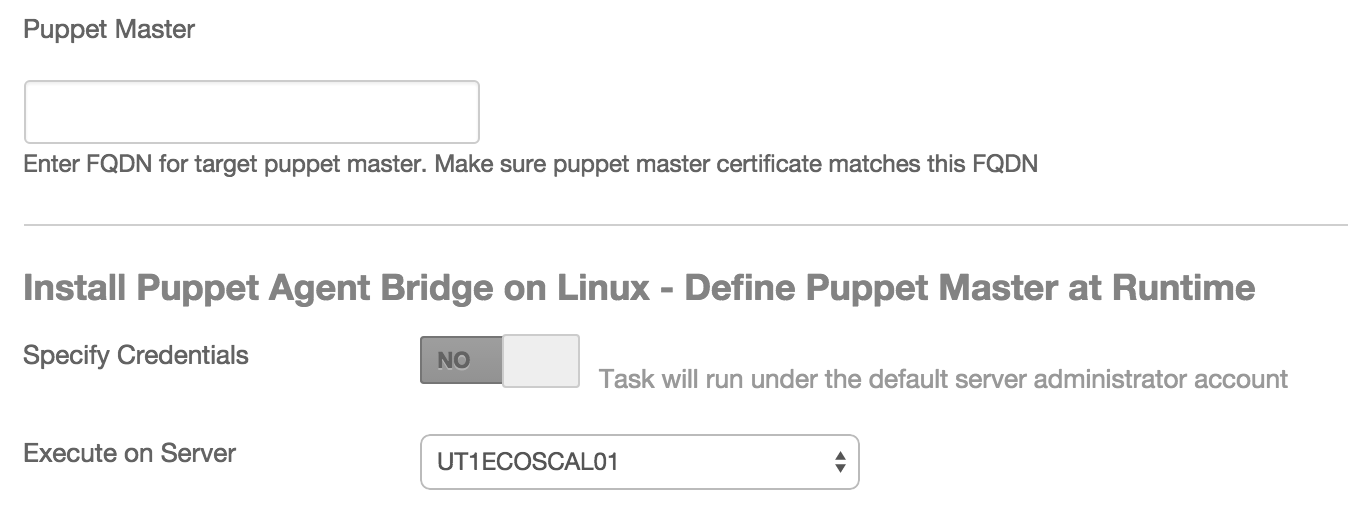 Puppet Master
Enter FQDN for target puppet master. Make sure puppet master certificate matches this FQDN
Install Puppet Agent Bridge on Linux - Define Puppet Master at Runtime
Specify Credentials
NO
Task will run under the default server administrator account
Execute on Server
UT1ECOSCAL01